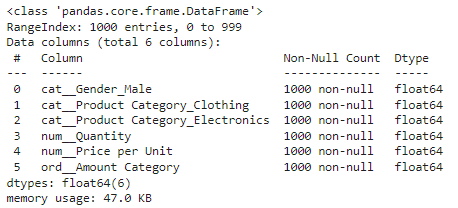 <class 'pandas.core.frame.DataFrame'>
RangeIndex: 1000 entries, 0 to 999
Data columns (total 6 columns):
 #   Column                            Non-Null Count  Dtype
---  ------                            --------------  -----
 0   cat__Gender_Male                  1000 non-null   float64
 1   cat__Product Category_Clothing    1000 non-null   float64
 2   cat__Product Category_Electronics 1000 non-null   float64
 3   num__Quantity                     1000 non-null   float64
 4   num__Price per Unit               1000 non-null   float64
 5   ord__Amount Category              1000 non-null   float64
dtypes: float64(6)
memory usage: 47.0 KB